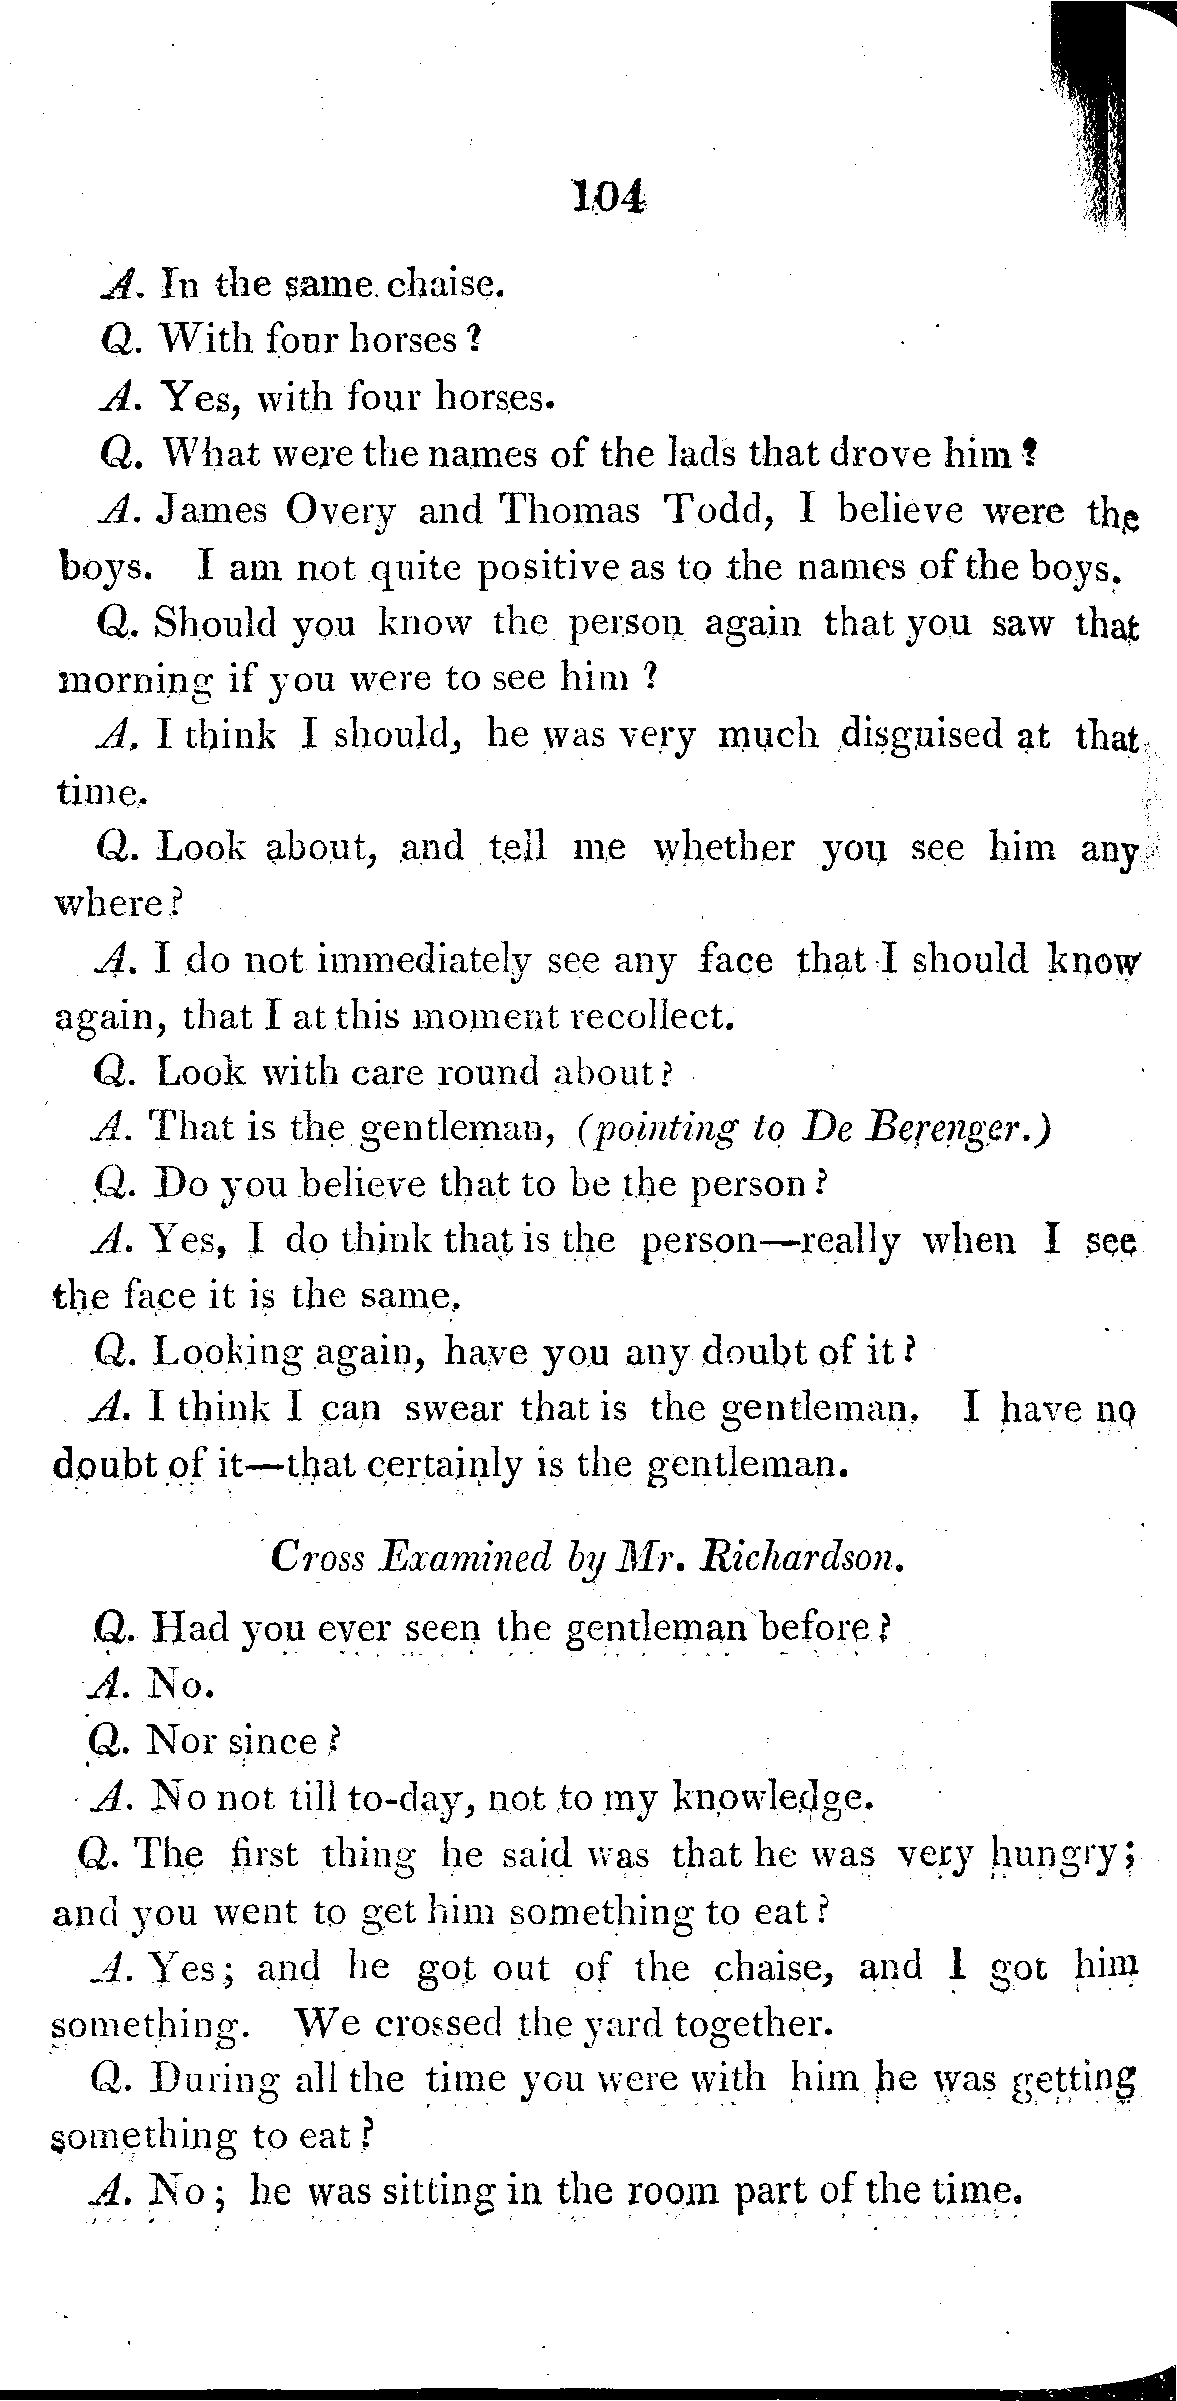 104
A. In the same chaise.
Q. With four horses?
A. Yes, with four horses.
Q. What were the names of the lads that drove him?
A. James Overy and Thomas Todd, I believe were the
boys. I am not quite positive as to the names of the boys.
Q. Should you know the person again that you saw that
morning if you were to see him?
A. I think I should, he was very much disguised at that
time.
Q. Look about, and tell me whether you see him any
where?
A. I do not immediately see any face that I should know
again, that I at this moment recollect.
Q. Look with care round about?
A. That is the gentleman, (pointing to De Berenger.)
Q. Do you believe that to be the person?
A. Yes, I do think that is the person—really when I see
the face it is the same.
Q. Looking again, have you any doubt of it?
A. I think I can swear that is the gentleman. I have no
doubt of it—that certainly is the gentleman.
Cross Examined by Mr. Richardson.
Q. Had you ever seen the gentleman before?
A. No.
Q. Nor since?
A. No not till to-day, not to my knowledge.
Q. The first thing he said was that he was very hungry;
and you went to get him something to eat?
A. Yes; and he got out of the chaise, and I got him
something. We crossed the yard together.
Q. During all the time you were with him he was getting
something to eat?
A. No; he was sitting in the room part of the time.